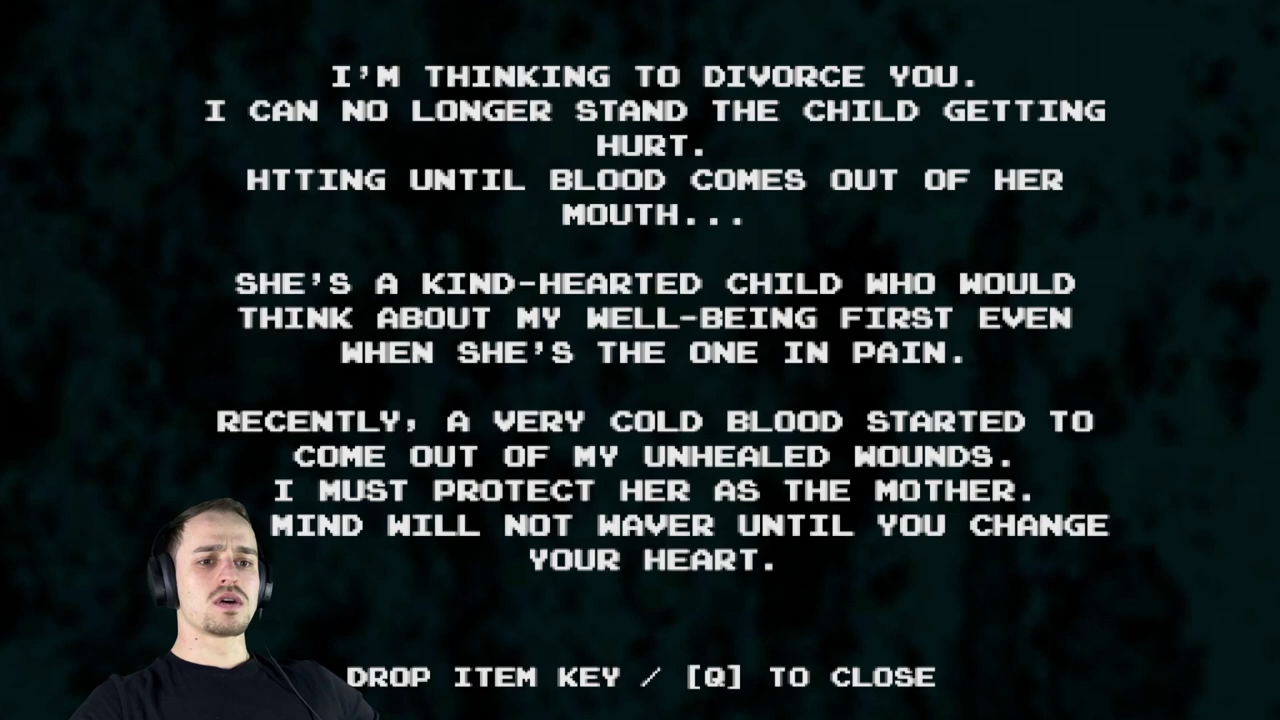 I'M THINKING TO DIVORCE YOU.
I CAN NO LONGER STAND THE CHILD GETTING
HURT.
HTTING UNTIL BLOOD COMES OUT OF HER
MOUTH...
SHE'S A KIND-HEARTED CHILD WHO WOULD
THINK ABOUT MY WELL-BEING FIRST EVEN
WHEN SHE'S THE ONE IN PAIN.
RECENTLY, A VERY COLD BLOOD STARTED TO
COME OUT OF MY UNHEALED WOUNDS.
I MUST PROTECT HER AS THE MOTHER.
MIND WILL NOT WAVER UNTIL YOU CHANGE
YOUR HEART.
DROP ITEM KEY / [Q] TO CLOSE